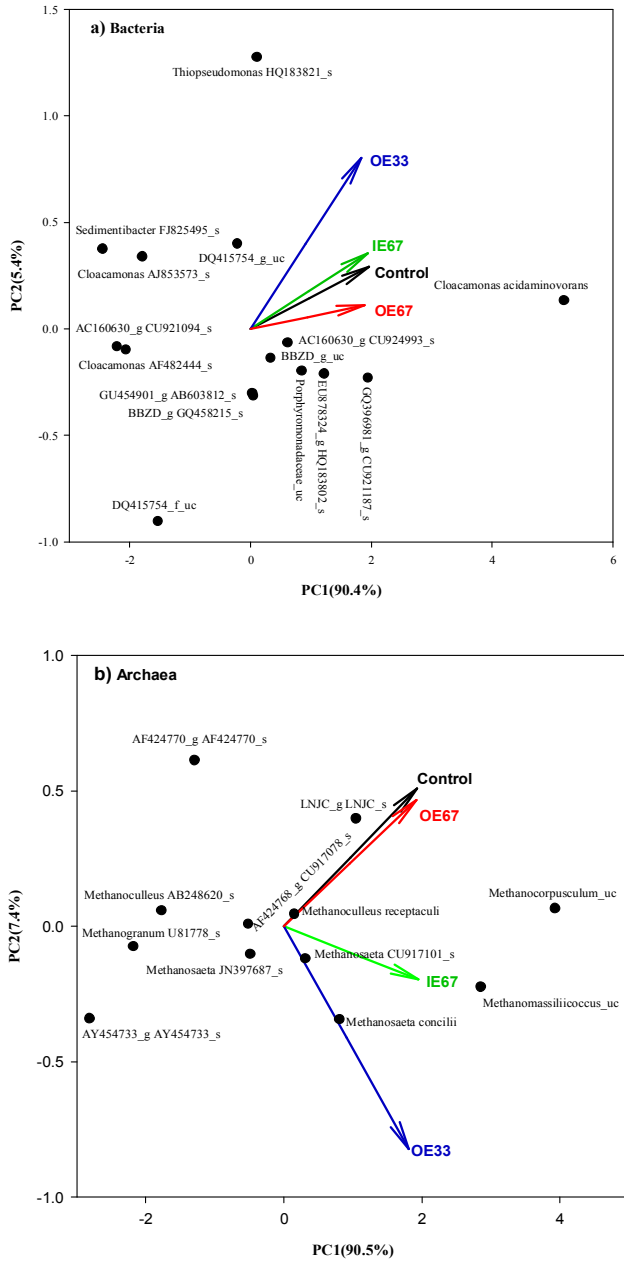 a) Bacteria
1.5
Thiopseudomonas HQ183821_s
1.0
OE33
0.5
Sedimentibacter FJ825495_s
IE67
DQ415754_g_uc
Control
Cloacamonas AJ853573_s
Cloacamonas acidaminovorans
OE67
PC2(5.4%)
0.0
AC160630_g CU921094_s
AC160630_g CU924993_s
Cloacamonas AF482444_s
BBZD_g_uc
GU454901_g AB603812_s
BBZD_g GQ458215_s
Porphyromonadaceae_uc
EU878324_g HQ183802_s
GQ396981_g CU921187_s
-0.5
DQ415754_f_uc
-1.0
-2
0
2
4
6
PC1(90.4%)
b) Archaea
1.0
AF424770_g AF424770_s
Control
LNJC_g LNJC_s
OE67
0.5
AF424768_g CU917078_s
Methanoculleus AB248620_s
Methanocorpusculum_uc
Methanoculleus receptaculi
PC2(7.4%)
0.0
Methanogranum U81778_s
Methanosaeta CU917101_s
Methanosaeta JN397687_s
IE67
Methanomassiliicoccus_uc
AY454733_g AY454733_s
Methanosaeta concilii
-0.5
OE33
-1.0
-2
0
2
4
PC1(90.5%)